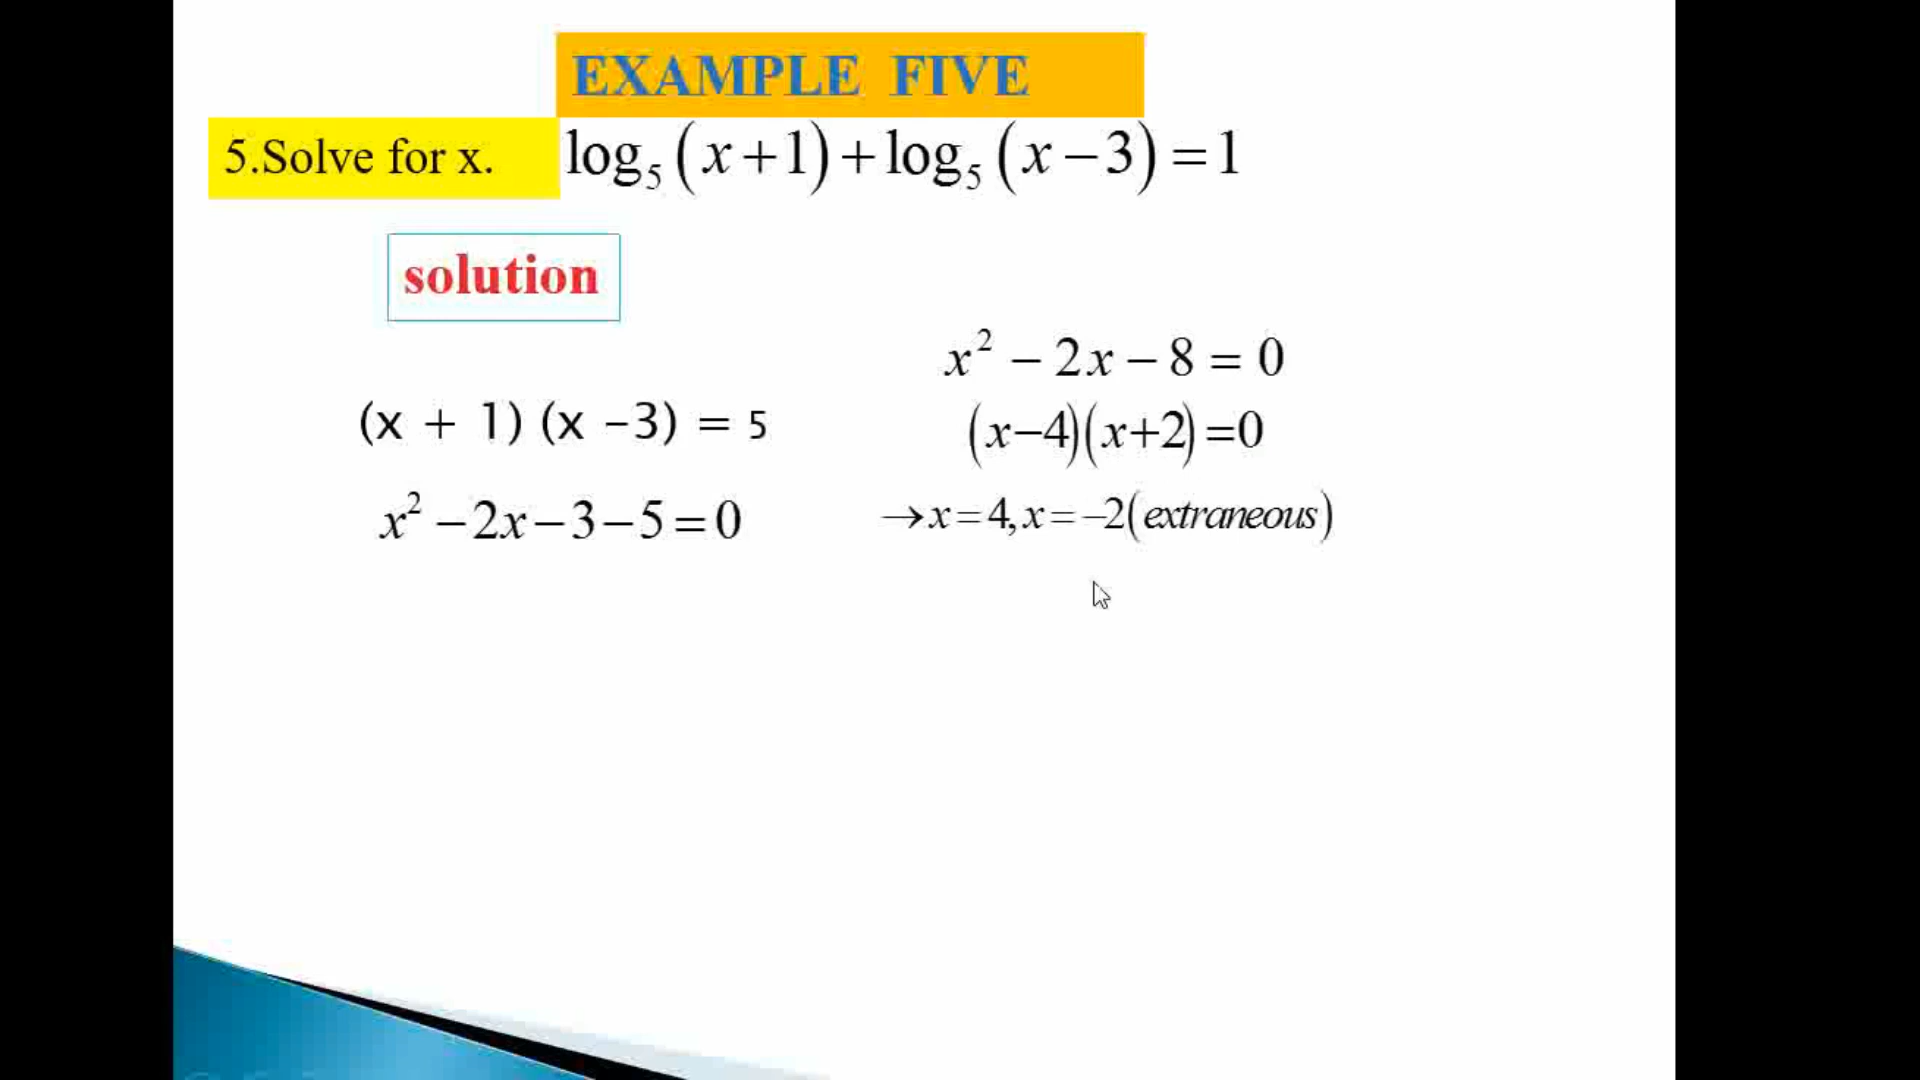 EXAMPLE FIVE
5.Solve for x. log₅(x+1)+log₅(x−3)=1
solution
(x + 1) (x −3) = 5
x² −2x−3−5=0
x² − 2x − 8 = 0
(x−4)(x+2)=0
→x=4,x=−2(extraneous)